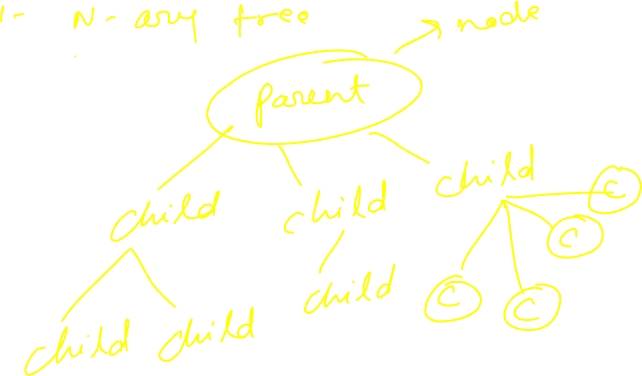 1- N-ary tree
node
Parent
child child child
C
C
child child child C C